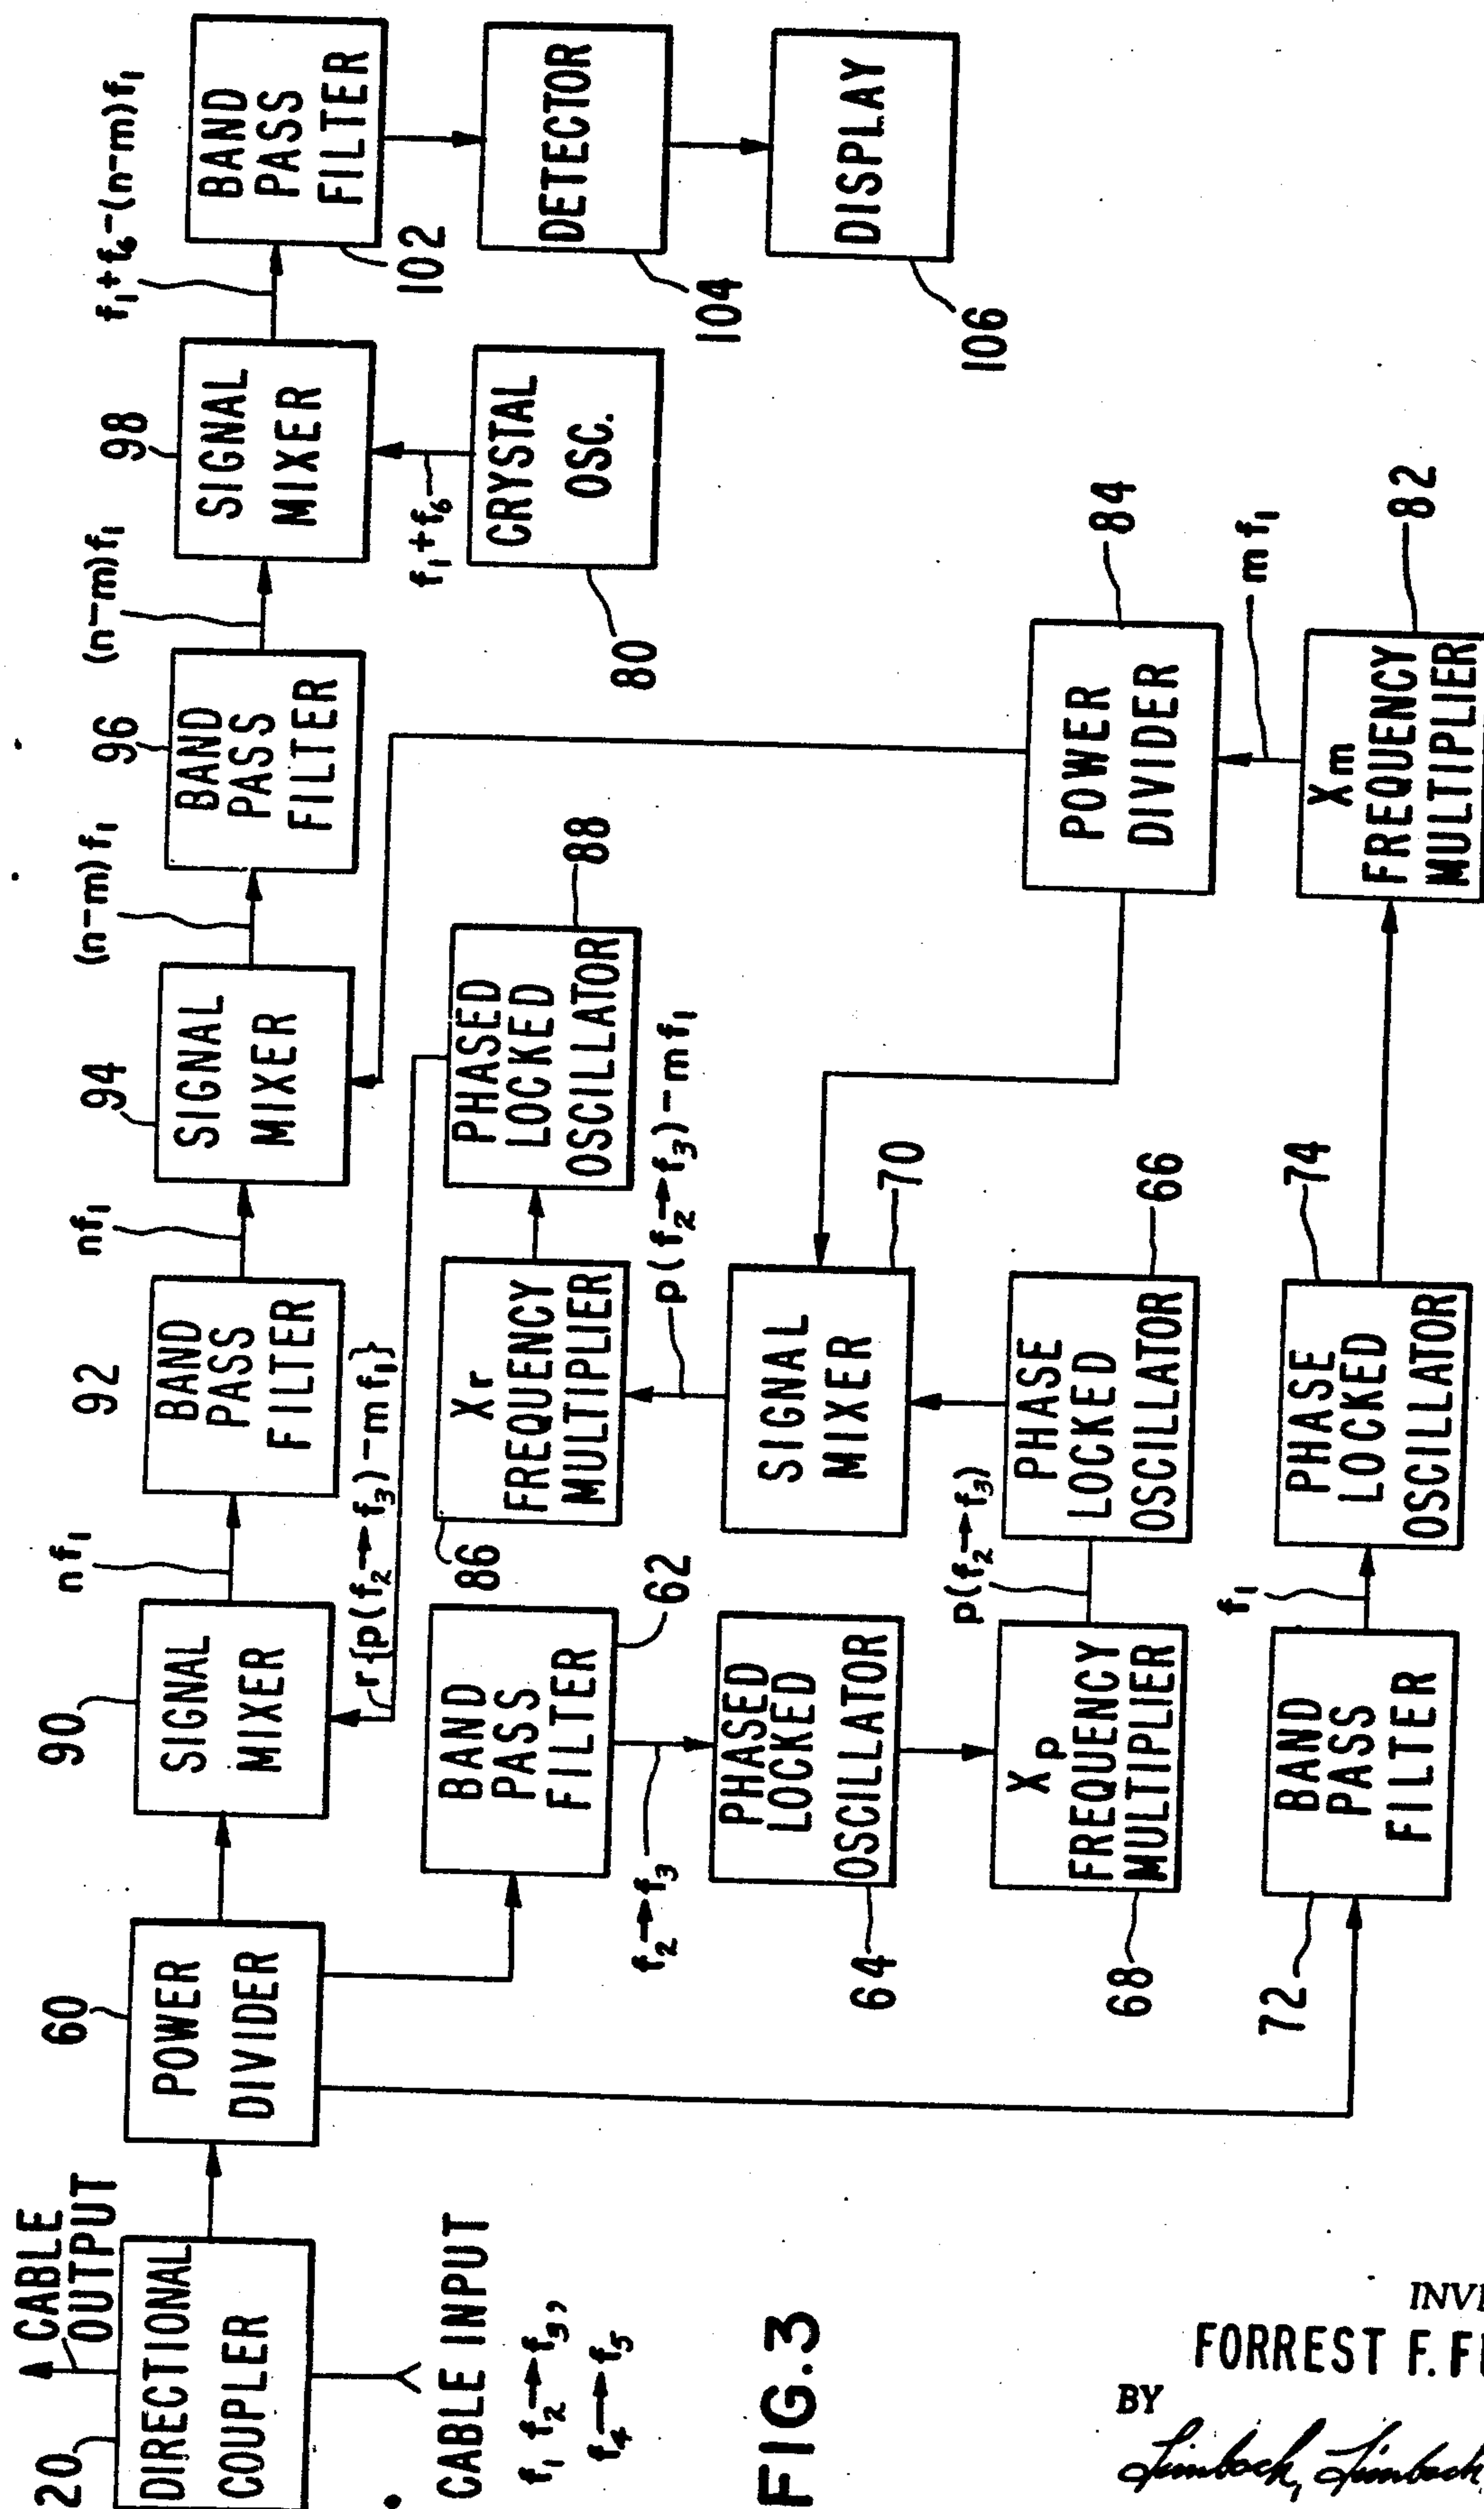 20
CABLE
OUTPUT
DIRECTIONAL
COUPLER
CABLE INPUT
f₁ f₂→f₃,
f₄→f₅
60
POWER
DIVIDER
90
SIGNAL
MIXER
nf₁
r{p(f₂→f₃)-mf₁}
92
BAND
PASS
FILTER
nf₁
94
SIGNAL
MIXER
(n-m)f₁
96
BAND
PASS
FILTER
(n-m)f₁
98
SIGNAL
MIXER
f₁+f₆-(n-m)f₁
BAND
PASS
FILTER
102
DETECTOR
104
DISPLAY
106
f₁+f₆
CRYSTAL
OSC.
80
BAND
PASS
FILTER
62
f₂→f₃
PHASED
LOCKED
OSCILLATOR
64
Xp
FREQUENCY
MULTIPLIER
68
p(f₂→f₃)
PHASE
LOCKED
OSCILLATOR
66
SIGNAL
MIXER
70
p(f₂→f₃)-mf₁
Xr
FREQUENCY
MULTIPLIER
86
PHASED
LOCKED
OSCILLATOR
88
BAND
PASS
FILTER
72
f₁
PHASE
LOCKED
OSCILLATOR
74
Xm
FREQUENCY
MULTIPLIER
82
mf₁
POWER
DIVIDER
84
FIG.3
FORREST F.
BY
Limbach, Limbach